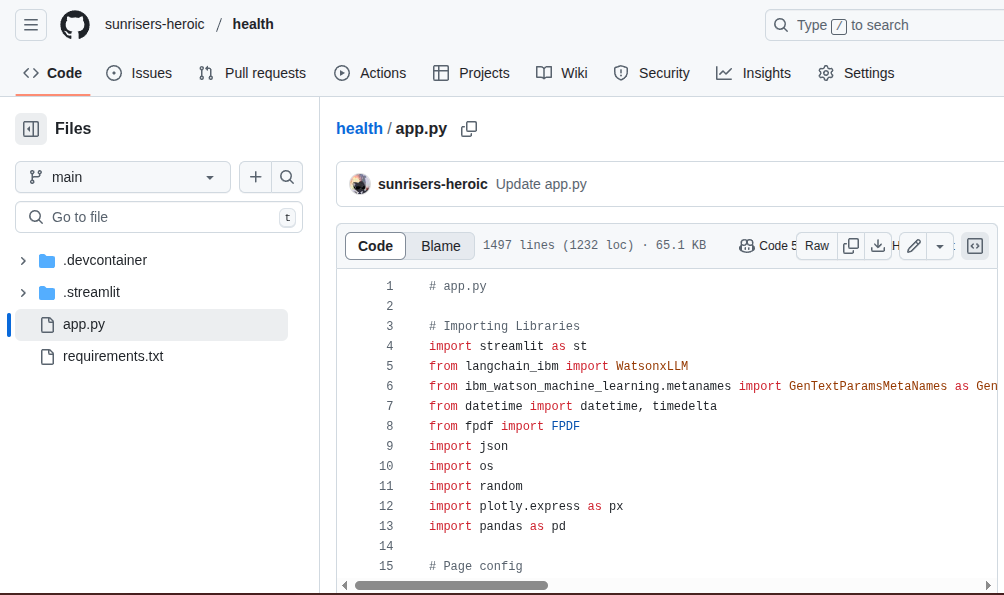 sunrisers-heroic / health
Type / to search
Code Issues Pull requests Actions Projects Wiki Security Insights Settings
Files
main
Go to file t
.devcontainer
.streamlit
app.py
requirements.txt
health / app.py
sunrisers-heroic Update app.py
Code Blame 1497 lines (1232 loc) · 65.1 KB Code 5 Raw H
1 # app.py
2
3 # Importing Libraries
4 import streamlit as st
5 from langchain_ibm import WatsonxLLM
6 from ibm_watson_machine_learning.metanames import GenTextParamsMetaNames as Gen
7 from datetime import datetime, timedelta
8 from fpdf import FPDF
9 import json
10 import os
11 import random
12 import plotly.express as px
13 import pandas as pd
14
15 # Page config